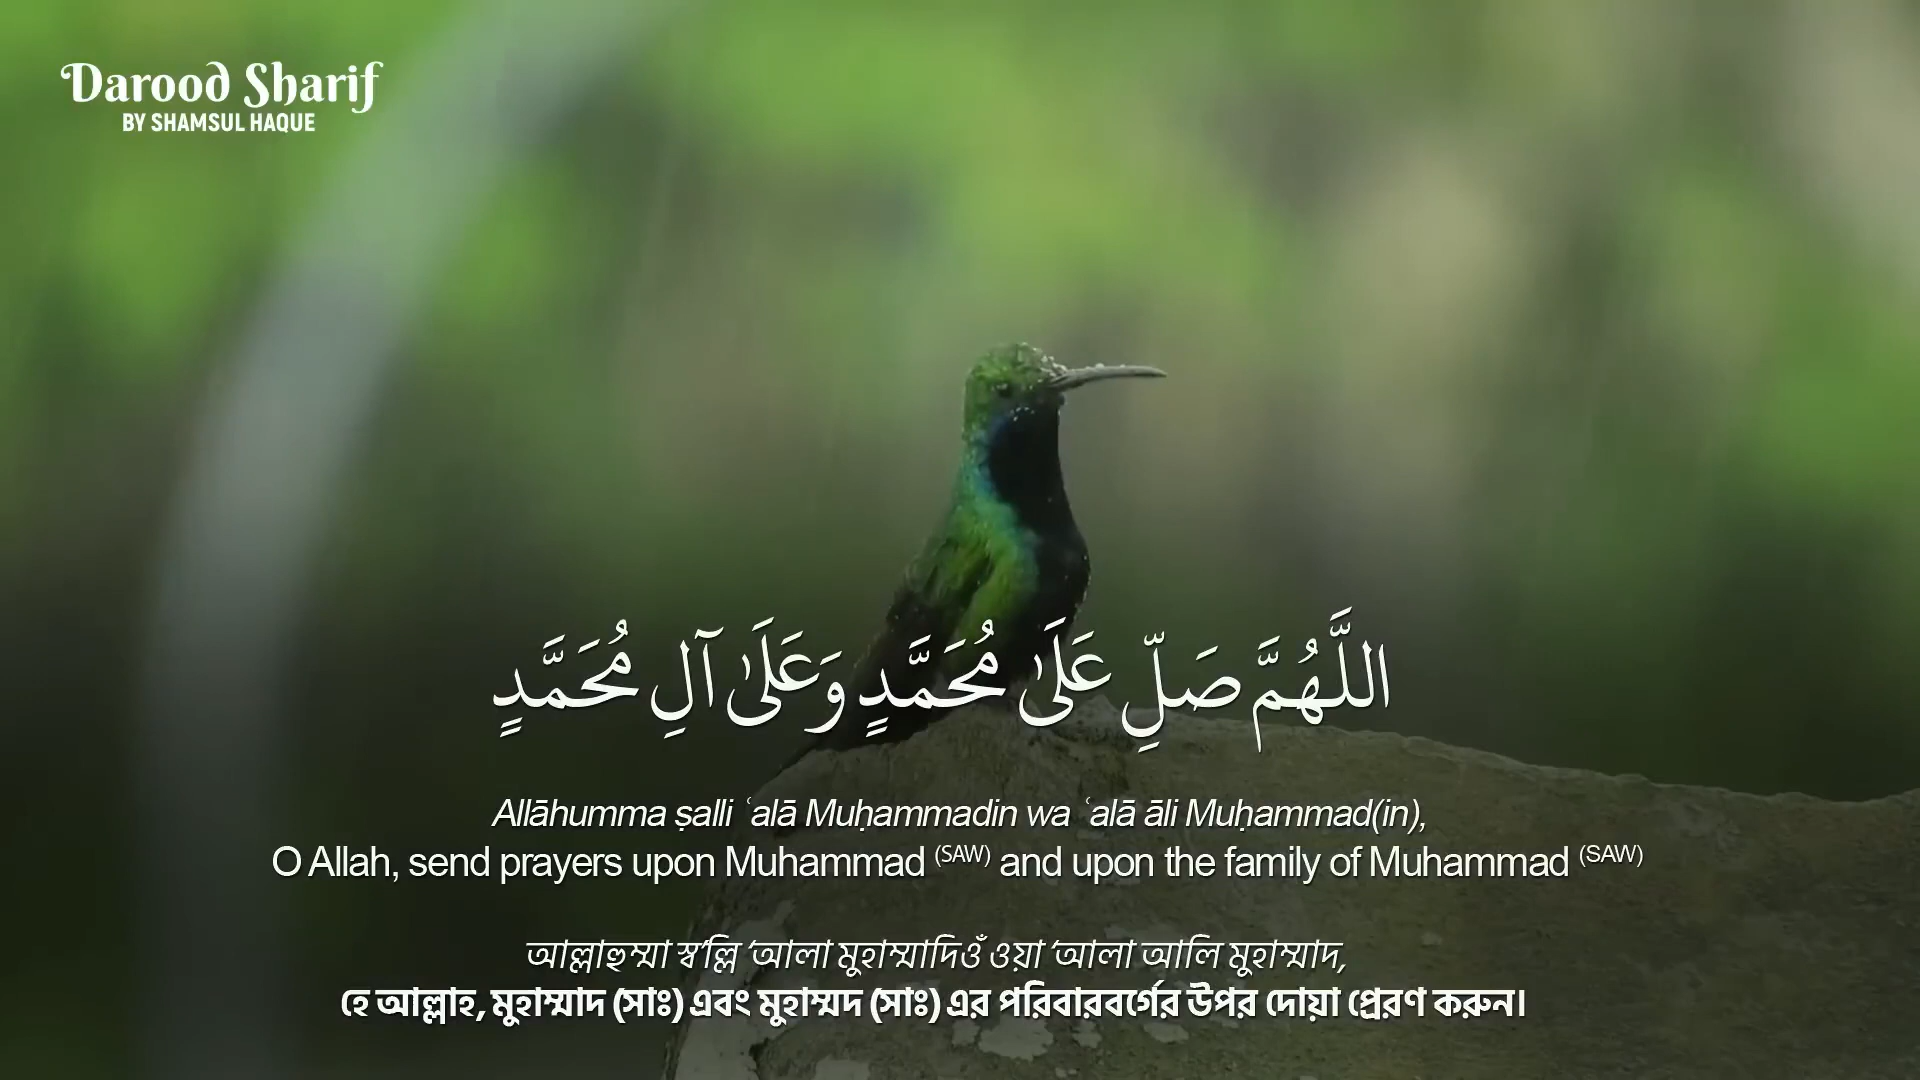 Darood Sharif
BY SHAMSUL HAQUE
اللَّهُمَّ صَلِّ عَلَىٰ مُحَمَّدٍ وَعَلَىٰ آلِ مُحَمَّدٍ
Allāhumma ṣalli ʿalā Muḥammadin wa ʿalā āli Muḥammad(in),
O Allah, send prayers upon Muhammad (SAW) and upon the family of Muhammad (SAW)
আল্লাহুম্মা স্ব’ল্লি ‘আলা মুহাম্মাদিওঁ ওয়া ‘আলা আলি মুহাম্মাদ,
হে আল্লাহ, মুহাম্মাদ (সাঃ) এবং মুহাম্মদ (সাঃ) এর পরিবারবর্গের উপর দোয়া প্রেরণ করুন।